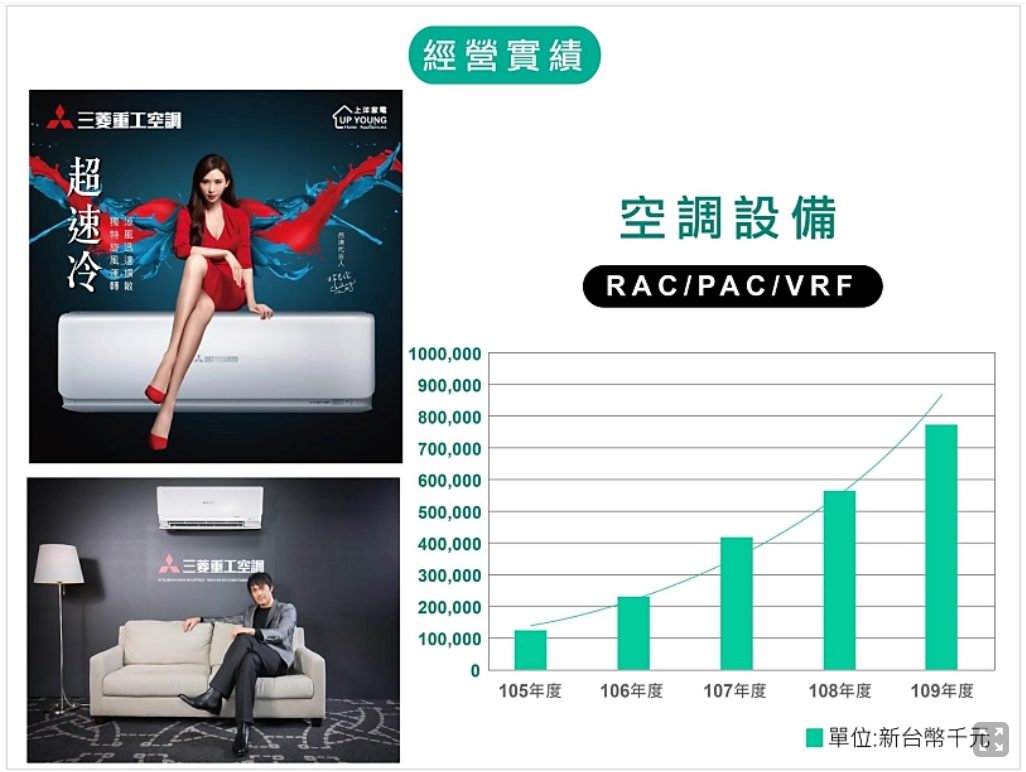 經營實績
三菱重工空調
上洋家電
UP YOUNG
Home Appliances
超速冷
涼風迅速擴散
獨特旋風運轉
品牌代言人
三菱重工空調
空調設備
RAC/PAC/VRF
1000,000
900,000
800,000
700,000
600,000
500,000
400,000
300,000
200,000
100,000
0
105年度 106年度 107年度 108年度 109年度
單位:新台幣千元